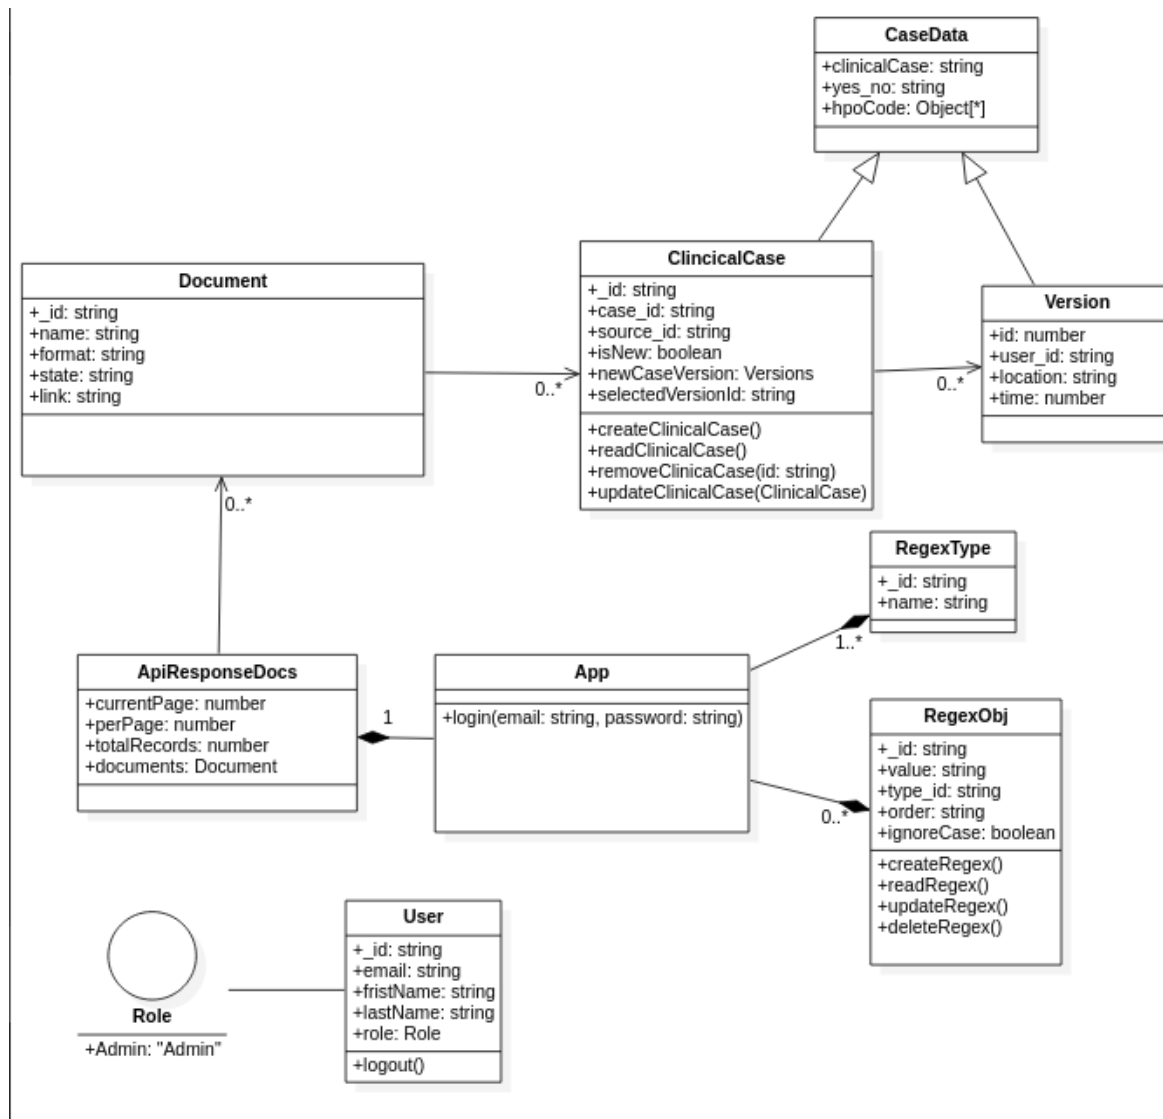 CaseData
+clinicalCase: string
+yes_no: string
+hpoCode: Object[*]
Document
+_id: string
+name: string
+format: string
+state: string
+link: string
0..*
ClincicalCase
+_id: string
+case_id: string
+source_id: string
+isNew: boolean
+newCaseVersion: Versions
+selectedVersionId: string
+createClinicalCase()
+readClinicalCase()
+removeClinicaCase(id: string)
+updateClinicalCase(ClinicalCase)
0..*
Version
+id: number
+user_id: string
+location: string
+time: number
0..*
RegexType
+_id: string
+name: string
1..*
ApiResponseDocs
+currentPage: number
+perPage: number
+totalRecords: number
+documents: Document
1
App
+login(email: string, password: string)
RegexObj
+_id: string
+value: string
+type_id: string
+order: string
+ignoreCase: boolean
+createRegex()
+readRegex()
+updateRegex()
+deleteRegex()
0..*
Role
+Admin: "Admin"
User
+_id: string
+email: string
+fristName: string
+lastName: string
+role: Role
+logout()